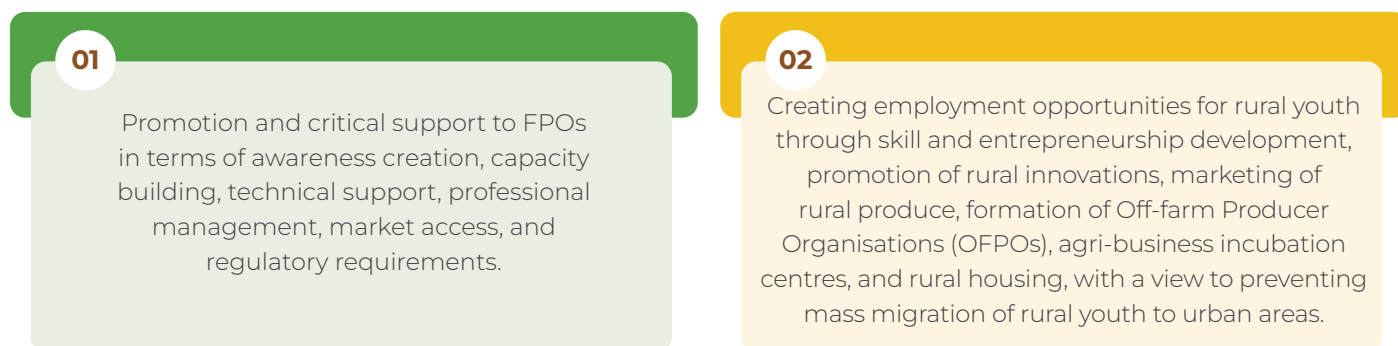 01
Promotion and critical support to FPOs
in terms of awareness creation, capacity
building, technical support, professional
management, market access, and
regulatory requirements.
02
Creating employment opportunities for rural youth
through skill and entrepreneurship development,
promotion of rural innovations, marketing of
rural produce, formation of Off-farm Producer
Organisations (OFPOs), agri-business incubation
centres, and rural housing, with a view to preventing
mass migration of rural youth to urban areas.